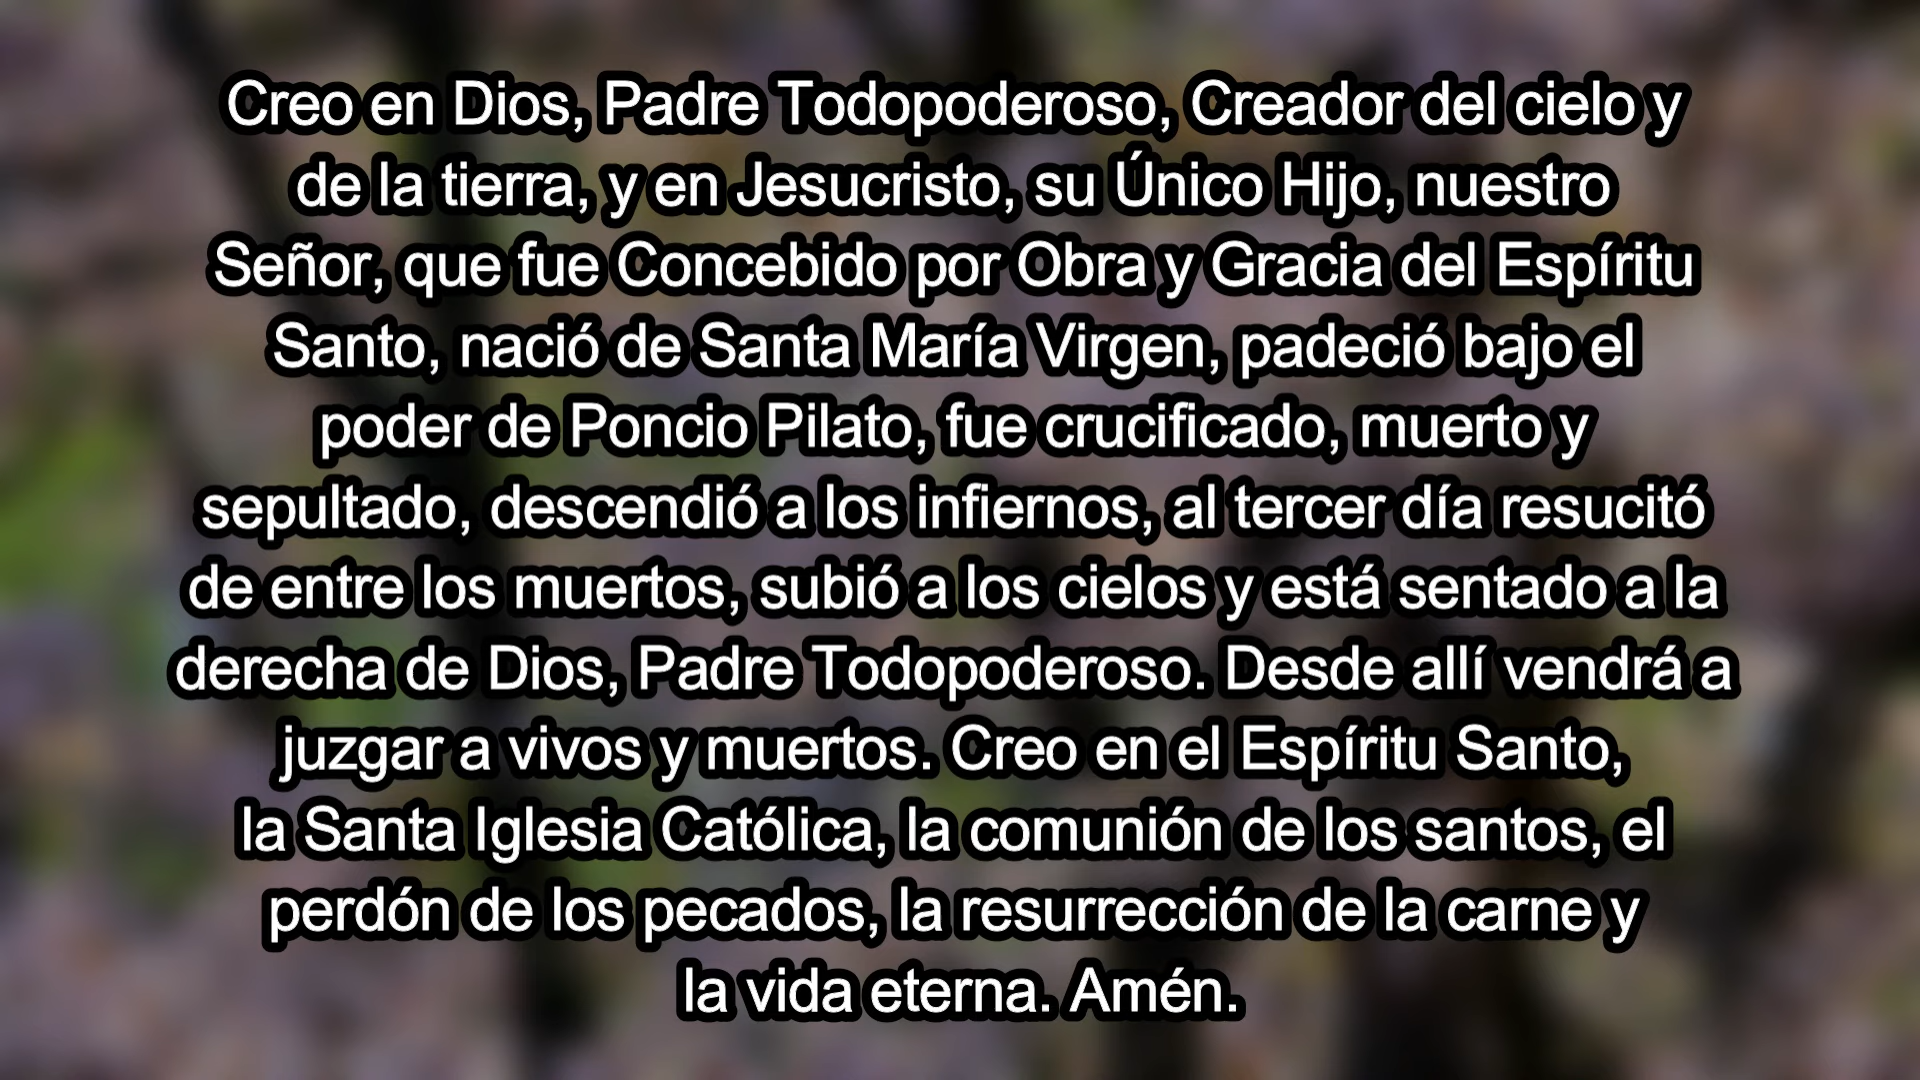 Creo en Dios, Padre Todopoderoso, Creador del cielo y
de la tierra, y en Jesucristo, su Único Hijo, nuestro
Señor, que fue Concebido por Obra y Gracia del Espíritu
Santo, nació de Santa María Virgen, padeció bajo el
poder de Poncio Pilato, fue crucificado, muerto y
sepultado, descendió a los infiernos, al tercer día resucitó
de entre los muertos, subió a los cielos y está sentado a la
derecha de Dios, Padre Todopoderoso. Desde allí vendrá a
juzgar a vivos y muertos. Creo en el Espíritu Santo,
la Santa Iglesia Católica, la comunión de los santos, el
perdón de los pecados, la resurrección de la carne y
la vida eterna. Amén.